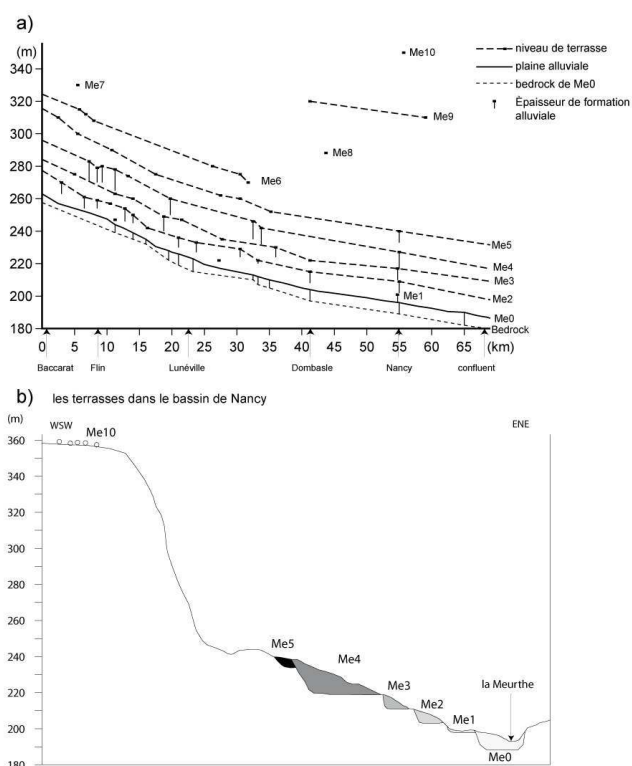 a)
(m)
340
320
300
280
260
240
220
200
180
Me7
Me10
Me9
Me8
Me6
Me5
Me4
Me3
Me2
Me1
Me0
Bedrock
niveau de terrasse
plaine alluviale
bedrock de Me0
Èpaisseur de formation
alluviale
0 5 10 15 20 25 30 35 40 45 50 55 60 65 (km)
Baccarat Flin Lunéville Dombasle Nancy confluent
b) les terrasses dans le bassin de Nancy
(m)
WSW ENE
Me10
360
340
320
300
280
260
240
220
200
180
Me5
Me4
Me3
Me2
Me1
la Meurthe
Me0